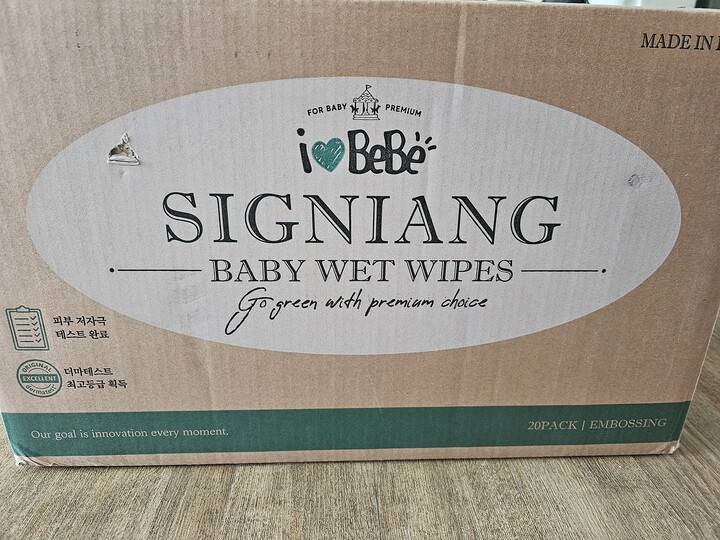 MADE IN
FOR BABY PREMIUM
i BeBé
SIGNIANG
BABY WET WIPES
Go green with premium choice
피부 저자극
테스트 완료
ORIGINAL
EXCELLENT
dermatest
더마테스트
최고등급 획득
Our goal is innovation every moment.
20PACK | EMBOSSING